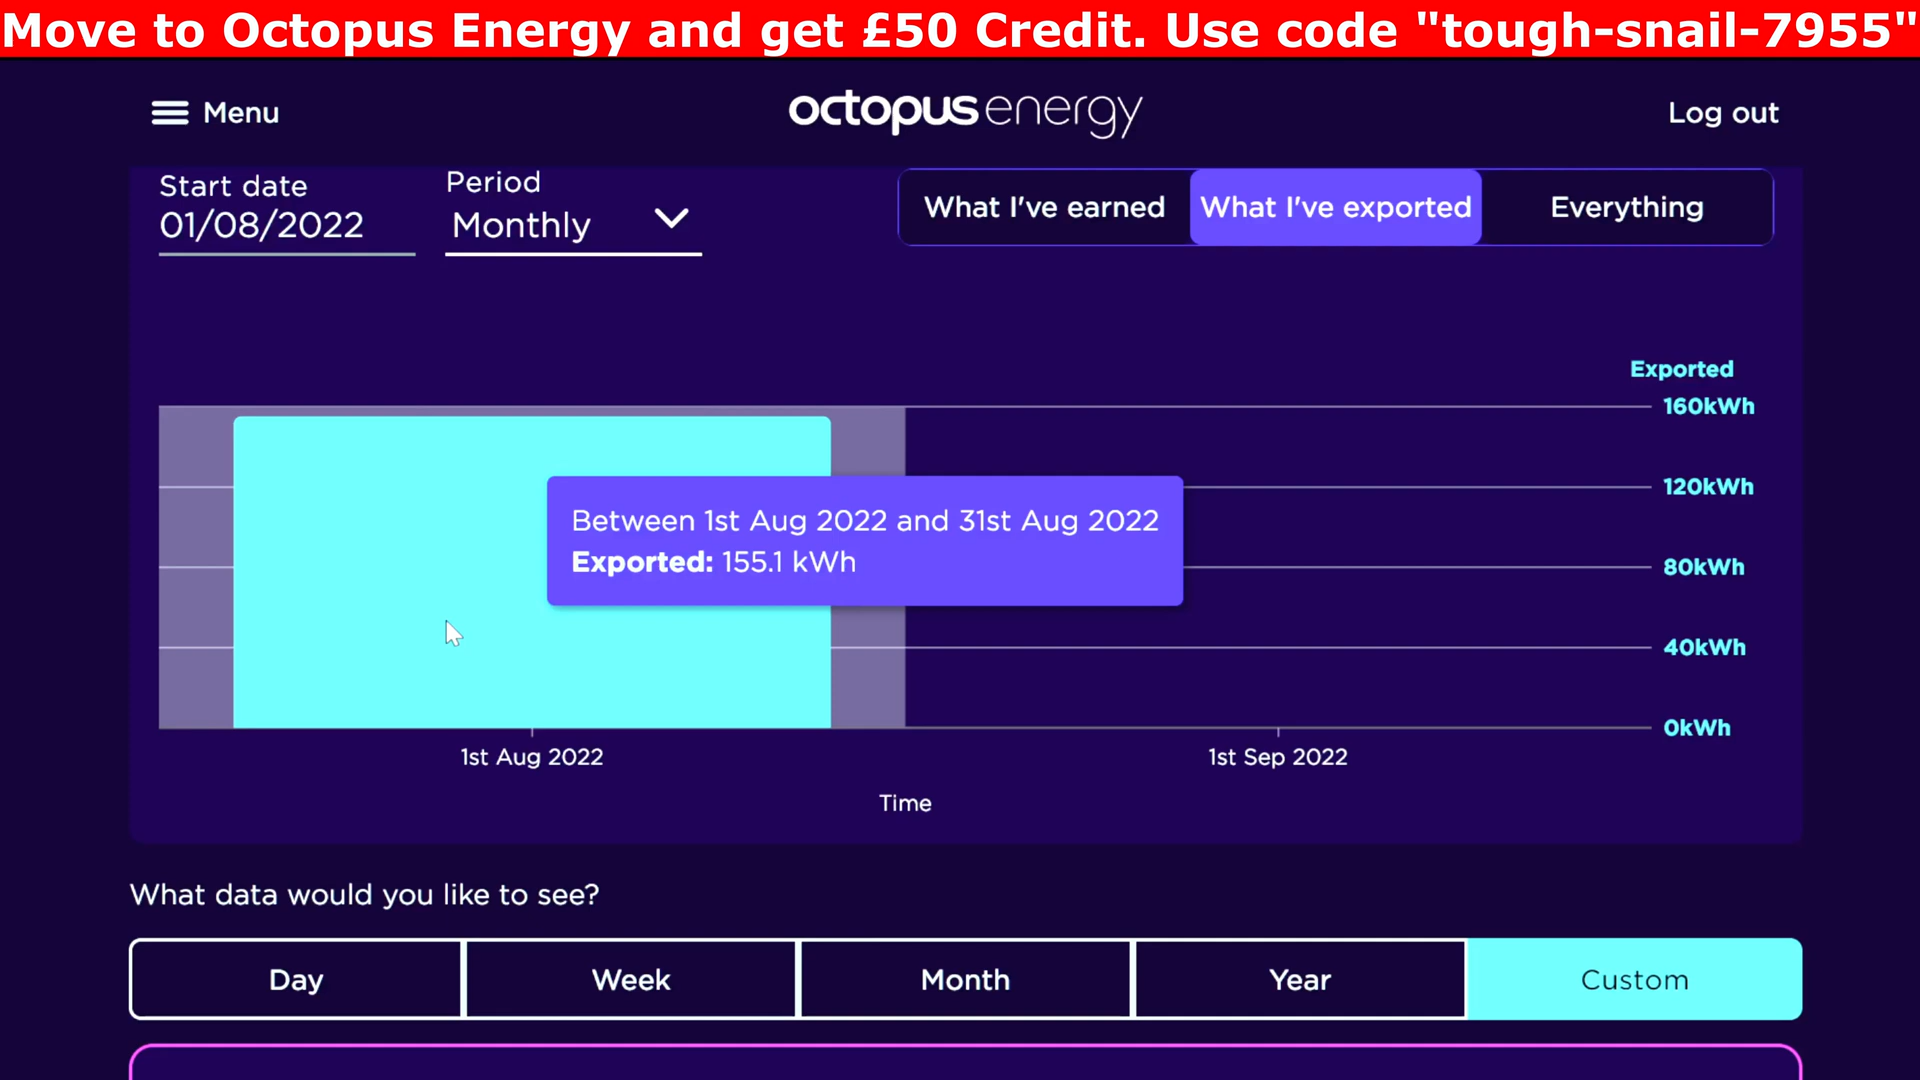 Move to Octopus Energy and get £50 Credit. Use code "tough-snail-7955"
Menu
octopus energy
Log out
Start date
01/08/2022
Period
Monthly
What I've earned
What I've exported
Everything
Exported
160kWh
120kWh
Between 1st Aug 2022 and 31st Aug 2022
Exported: 155.1 kWh
80kWh
40kWh
0kWh
1st Aug 2022
1st Sep 2022
Time
What data would you like to see?
Day
Week
Month
Year
Custom